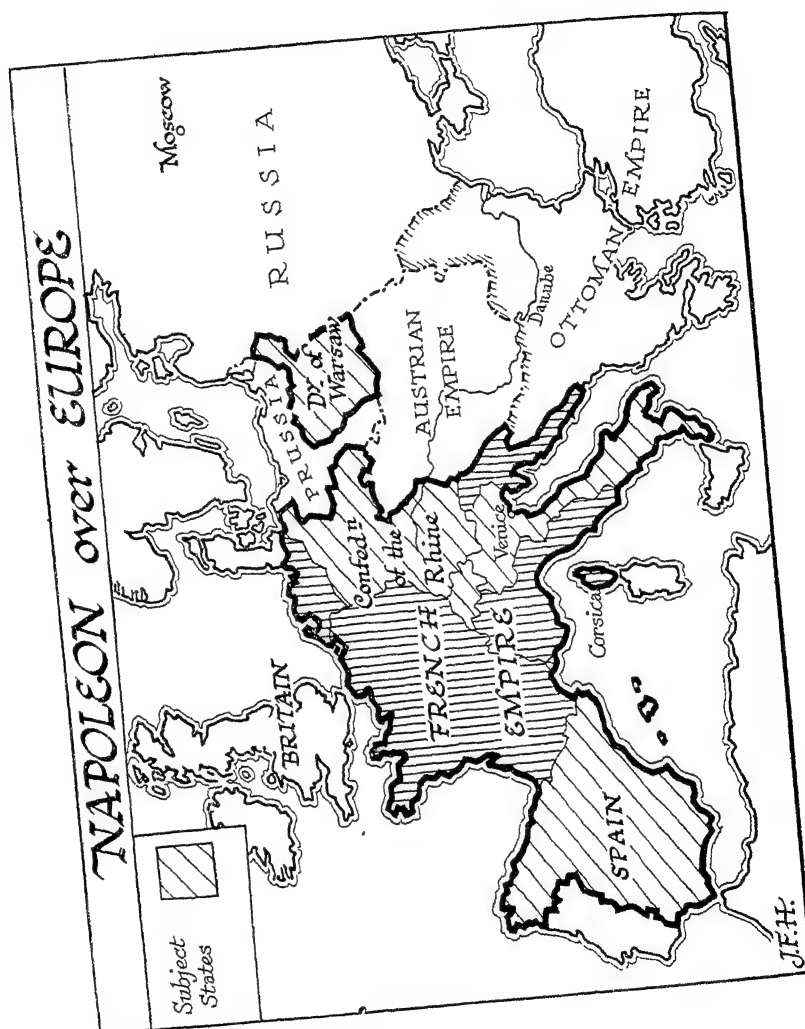 NAPOLEON over EUROPE
Subject
States
Moscow
RUSSIA
BRITAIN
PRUSSIA
Dy. of
Warsaw
Confedn
of the
Rhine
AUSTRIAN
EMPIRE
FRENCH
EMPIRE
Venice
Danube
OTTOMAN
EMPIRE
Corsica
SPAIN
J.F.H.